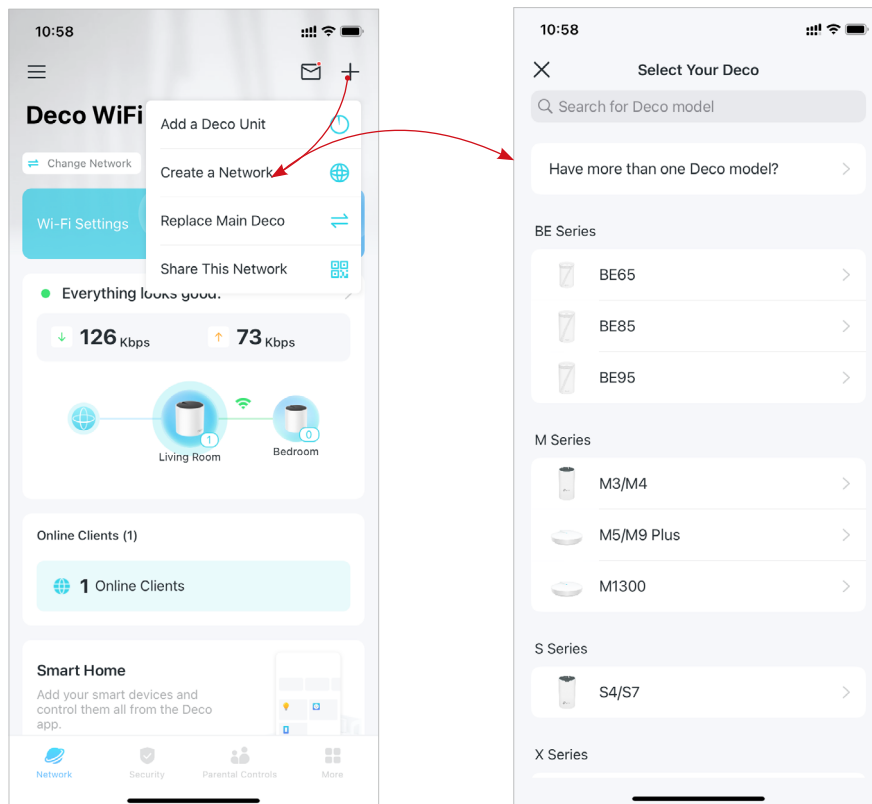 10:58
Deco WiFi
Add a Deco Unit
Change Network
Create a Network
Wi-Fi Settings
Replace Main Deco
Share This Network
Everything looks good.
126 Kbps
73 Kbps
1
0
Living Room
Bedroom
Online Clients (1)
1 Online Clients
Smart Home
Add your smart devices and
control them all from the Deco
app.
Network
Security
Parental Controls
More
10:58
Select Your Deco
Search for Deco model
Have more than one Deco model?
BE Series
BE65
BE85
BE95
M Series
M3/M4
M5/M9 Plus
M1300
S Series
S4/S7
X Series